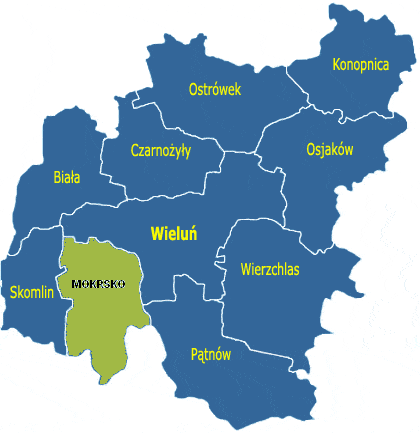 Konopnica
Ostrówek
Czarnożyły
Osjaków
Biała
Wieluń
Wierzchlas
Skomlin
MOKRSKO
Pątnów